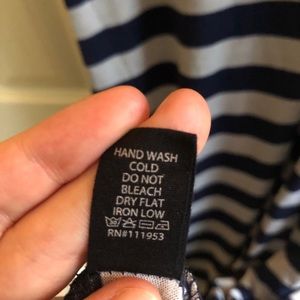 HAND WASH
COLD
DO NOT
BLEACH
DRY FLAT
IRON LOW
RN#111953